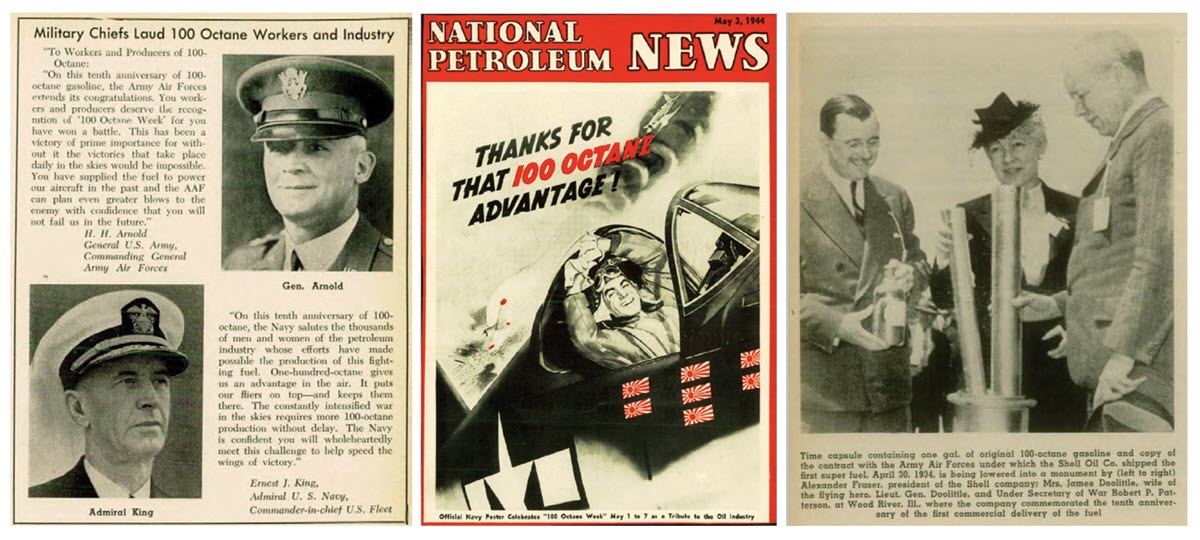 Military Chiefs Laud 100 Octane Workers and Industry
"To Workers and Producers of 100-
Octane:
"On this tenth anniversary of 100-
octane gasoline, the Army Air Forces
extends its congratulations. You work-
ers and producers deserve the recog-
nition of '100 Octane Week' for you
have won a battle. This has been a
victory of prime importance for with-
out it the victories that take place
daily in the skies would be impossible.
You have supplied the fuel to power
our aircraft in the past and the AAF
can plan even greater blows to the
enemy with confidence that you will
not fail us in the future."
H. H. Arnold
General U.S. Army,
Commanding General
Army Air Forces
Gen. Arnold
Admiral King
"On this tenth anniversary of 100-
octane, the Navy salutes the thousands
of men and women of the petroleum
industry whose efforts have made
possible the production of this fight-
ing fuel. One-hundred-octane gives
us an advantage in the air. It puts
our fliers on top—and keeps them
there. The constantly intensified war
in the skies requires more 100-octane
production without delay. The Navy
is confident you will wholeheartedly
meet this challenge to help speed the
wings of victory."
Ernest J. King,
Admiral U. S. Navy,
Commander-in-chief U.S. Fleet
May 3, 1944
NATIONAL
PETROLEUM NEWS
THANKS FOR
THAT 100 OCTANE
ADVANTAGE!
Official Navy Poster Celebrates "100 Octane Week" May 1 to 7 as a Tribute to the Oil Industry
Time capsule containing one gal. of original 100-octane gasoline and copy of
the contract with the Army Air Forces under which the Shell Oil Co. shipped the
first super fuel, April 30, 1934, is being lowered into a monument by (left to right)
Alexander Fraser, president of the Shell company; Mrs. James Doolittle, wife of
the flying hero, Lieut. Gen. Doolittle, and Under Secretary of War Robert P. Pat-
terson, at Wood River, Ill., where the company commemorated the tenth anniver-
sary of the first commercial delivery of the fuel